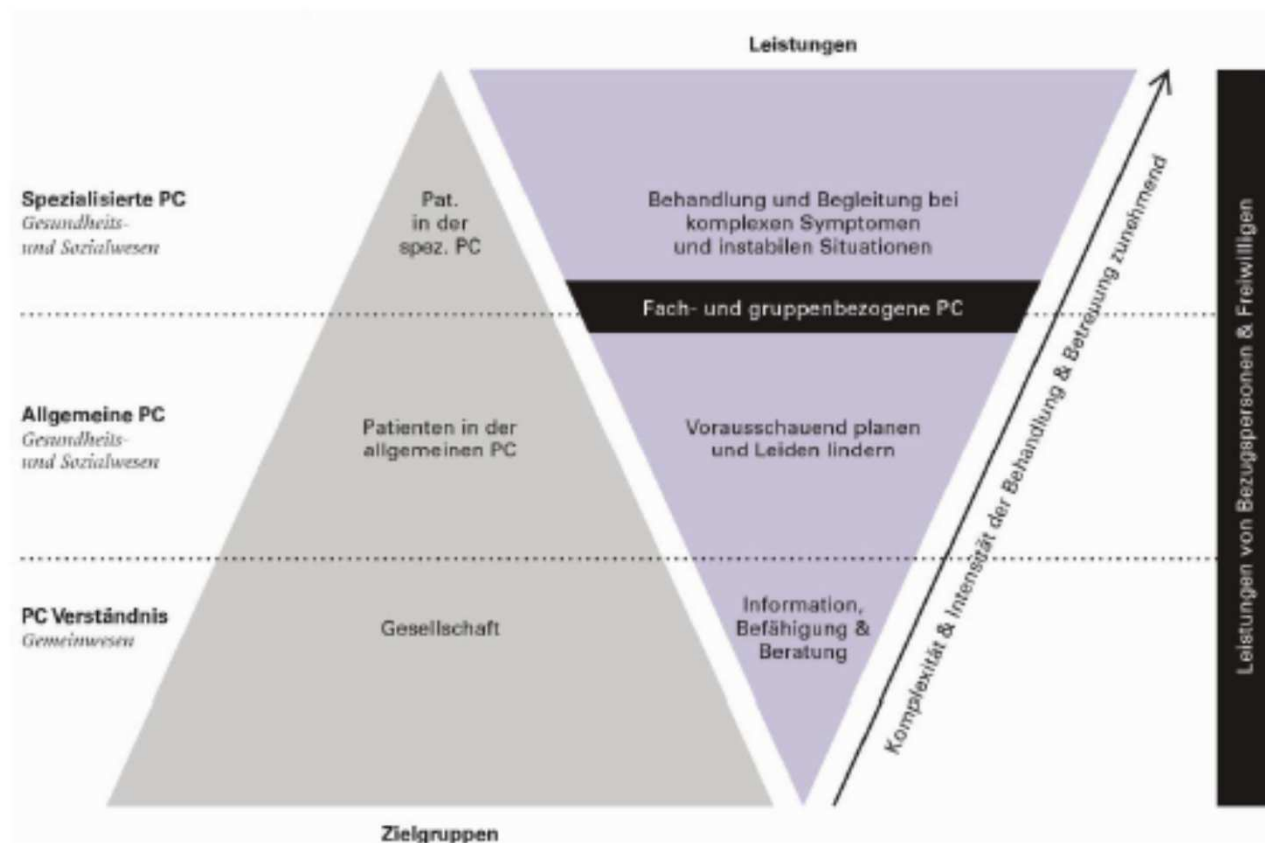 Leistungen
Spezialisierte PC
Gesundheits-
und Sozialwesen
Pat.
in der
spez. PC
Behandlung und Begleitung bei
komplexen Symptomen
und instabilen Situationen
Fach- und gruppenbezogene PC
Allgemeine PC
Gesundheits-
und Sozialwesen
Patienten in der
allgemeinen PC
Vorausschauend planen
und Leiden lindern
PC Verständnis
Gemeinwesen
Gesellschaft
Information,
Befähigung &
Beratung
Komplexität & Intensität der Behandlung & Betreuung zunehmend
Leistungen von Bezugspersonen & Freiwilligen
Zielgruppen